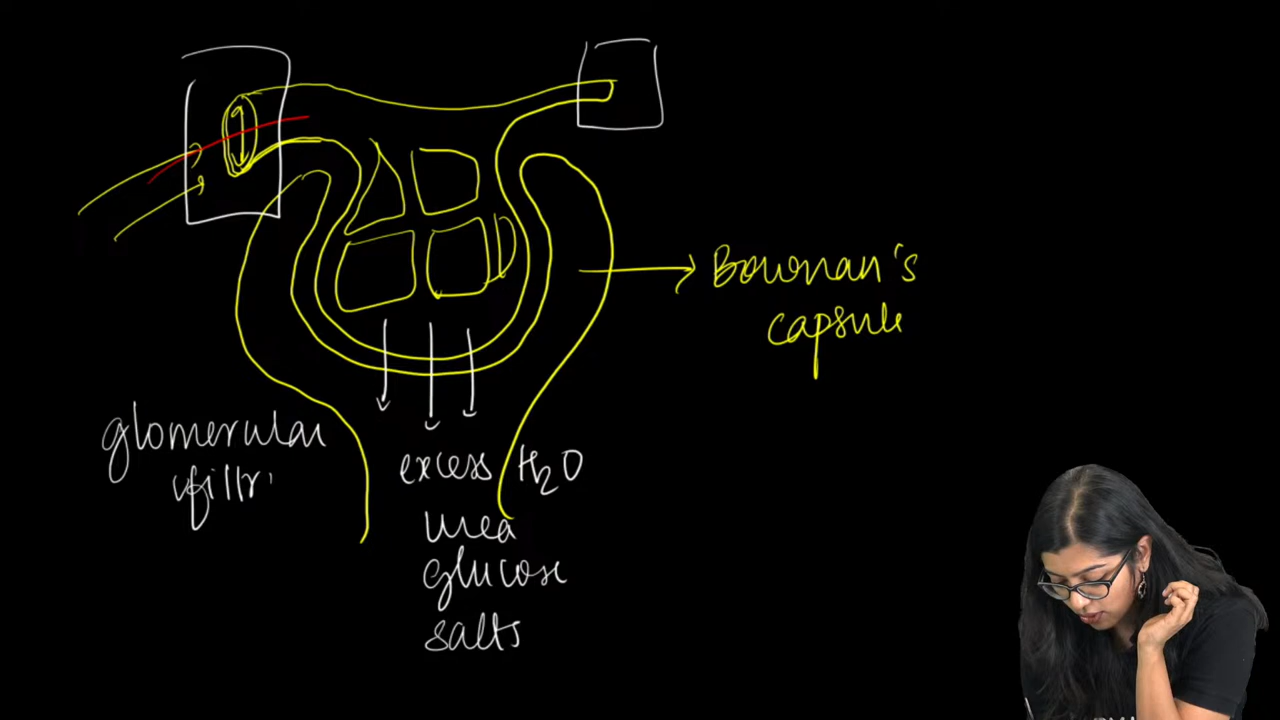 Bowman's
capsule
glomerular
filtr
excess H₂O
urea
glucose
salts